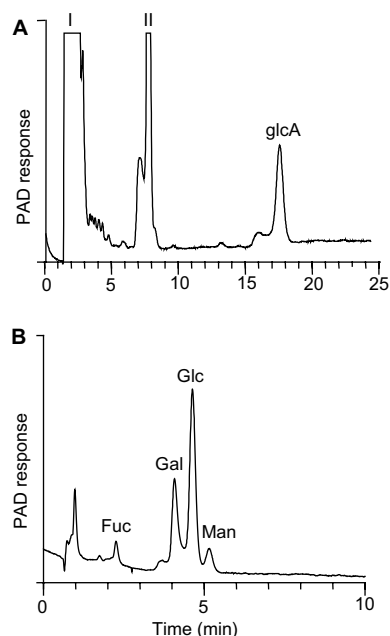 A
I II
glcA
PAD response
0 5 10 15 20 25
B
Glc
Gal
Man
Fuc
PAD response
0 5 10
Time (min)